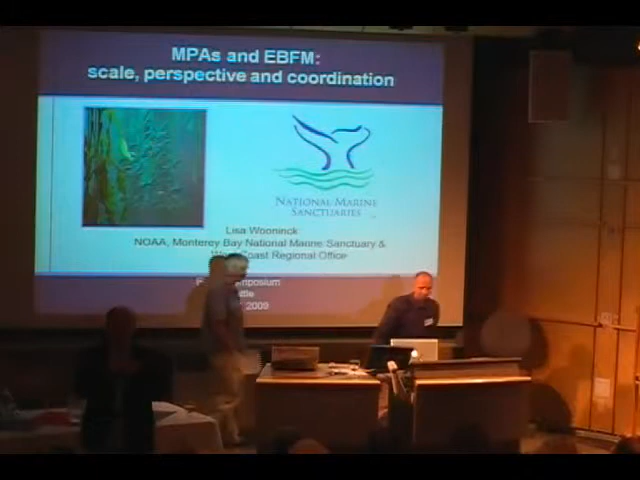 MPAs and EBFM:
scale, perspective and coordination
NATIONAL MARINE
SANCTUARIES
Lisa Wooninck
NOAA, Monterey Bay National Marine Sanctuary &
Coast Regional Office
2009